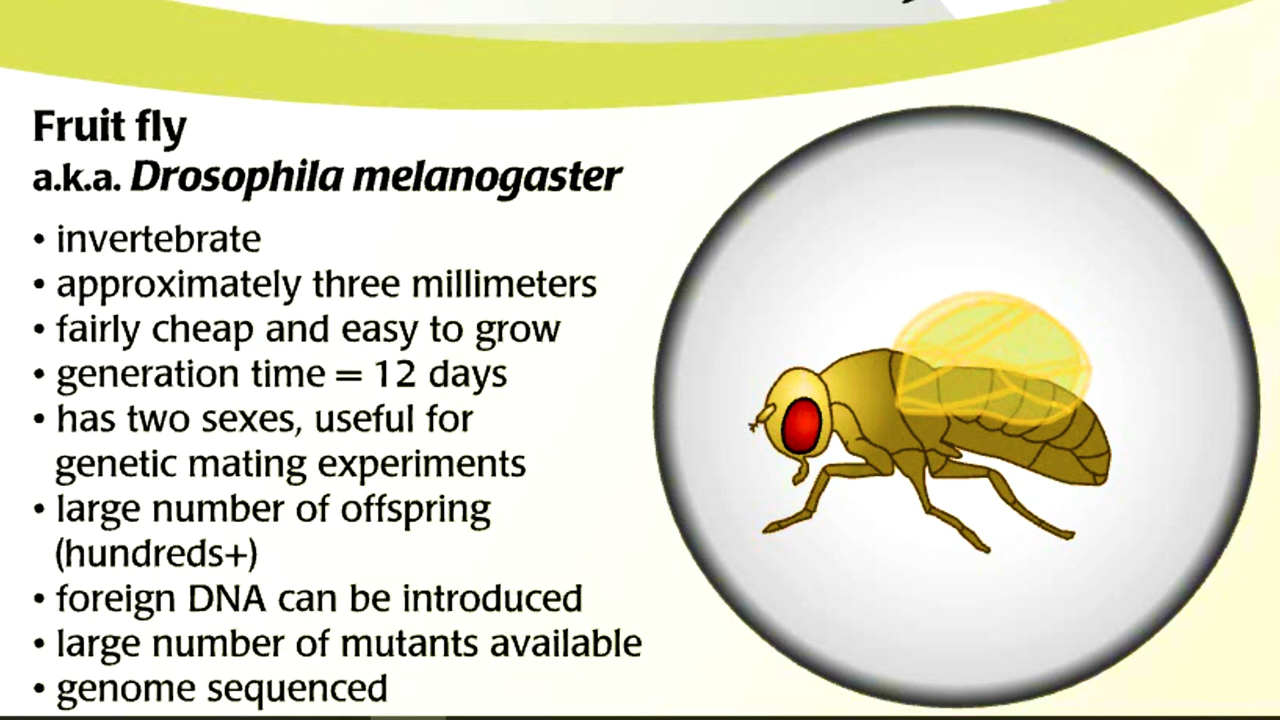 Fruit fly
a.k.a. Drosophila melanogaster
• invertebrate
• approximately three millimeters
• fairly cheap and easy to grow
• generation time = 12 days
• has two sexes, useful for
genetic mating experiments
• large number of offspring
(hundreds+)
• foreign DNA can be introduced
• large number of mutants available
• genome sequenced